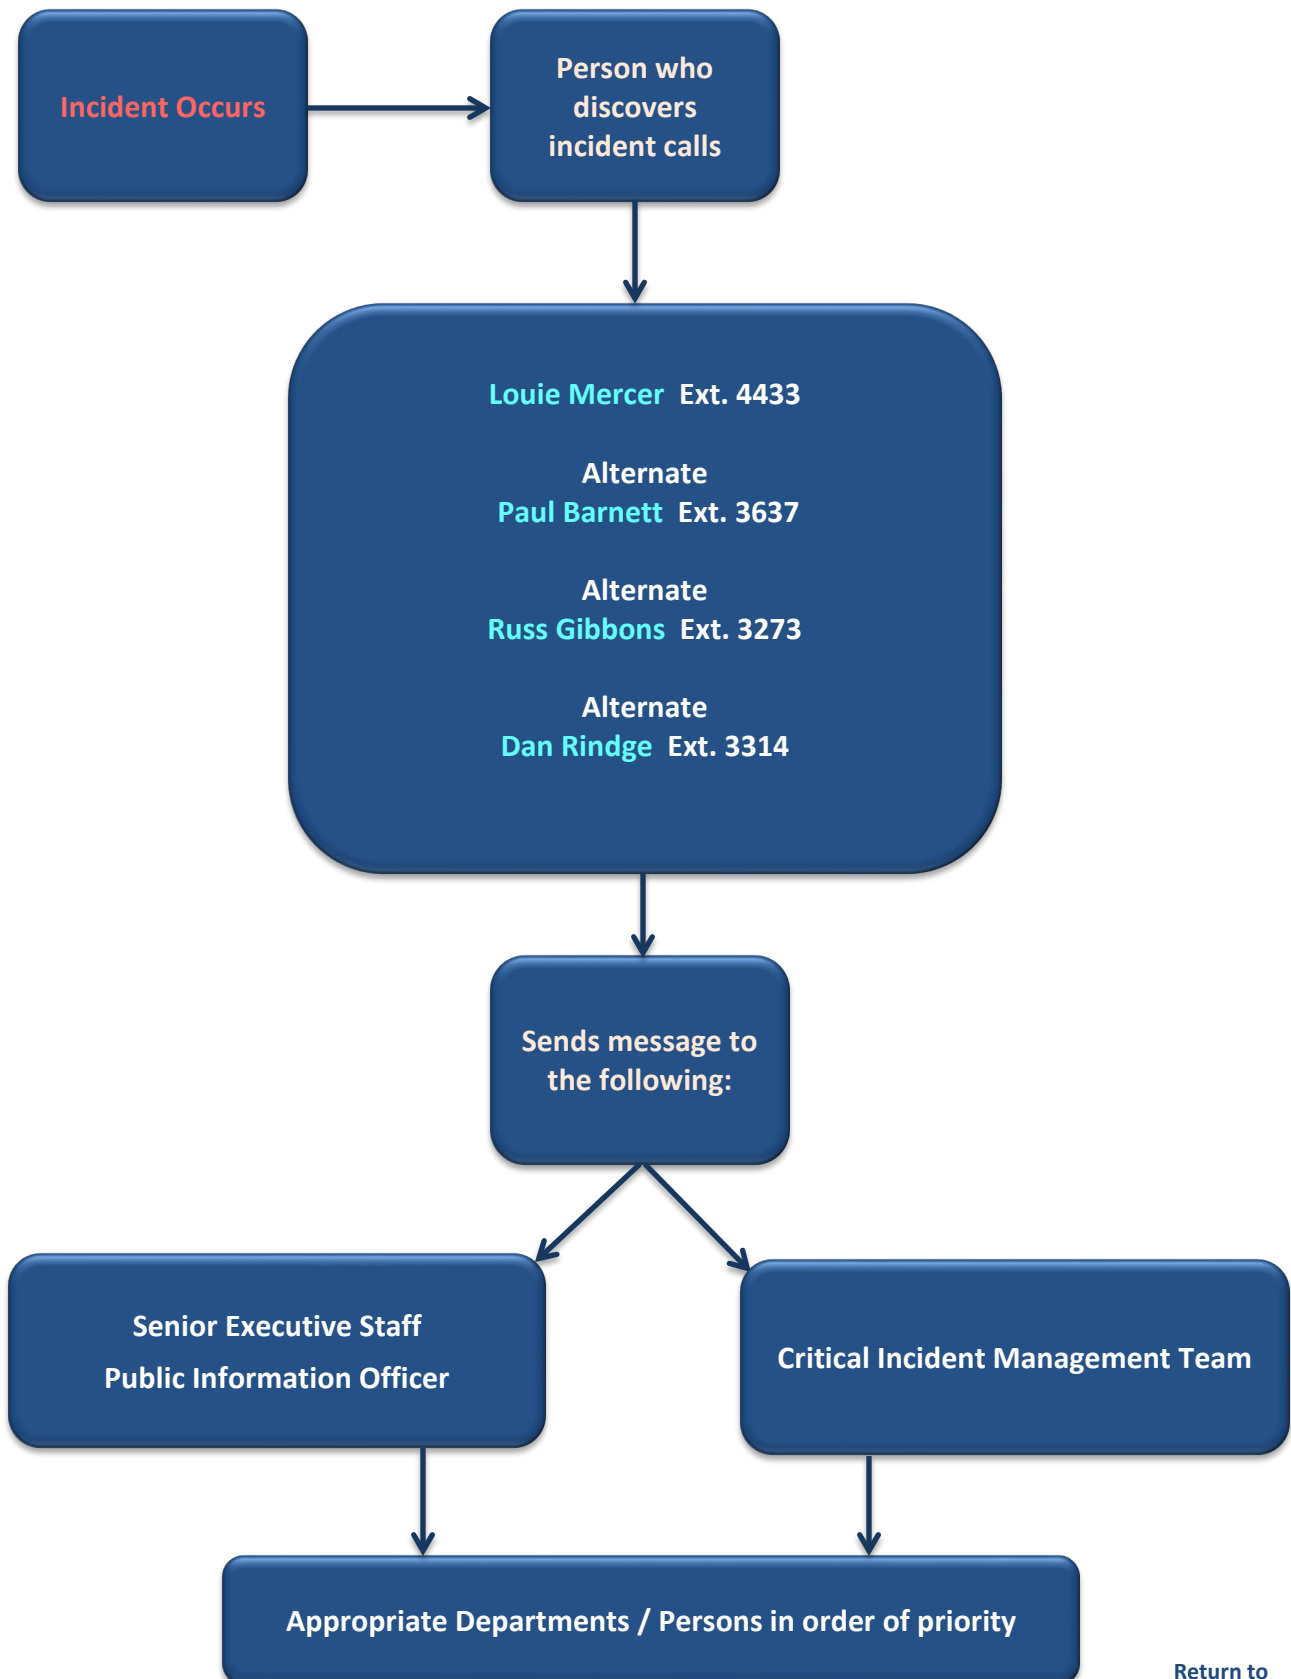 Incident Occurs
Person who
discovers
incident calls
Louie Mercer Ext. 4433
Alternate
Paul Barnett Ext. 3637
Alternate
Russ Gibbons Ext. 3273
Alternate
Dan Rindge Ext. 3314
Sends message to
the following:
Senior Executive Staff
Public Information Officer
Critical Incident Management Team
Appropriate Departments / Persons in order of priority
Return to